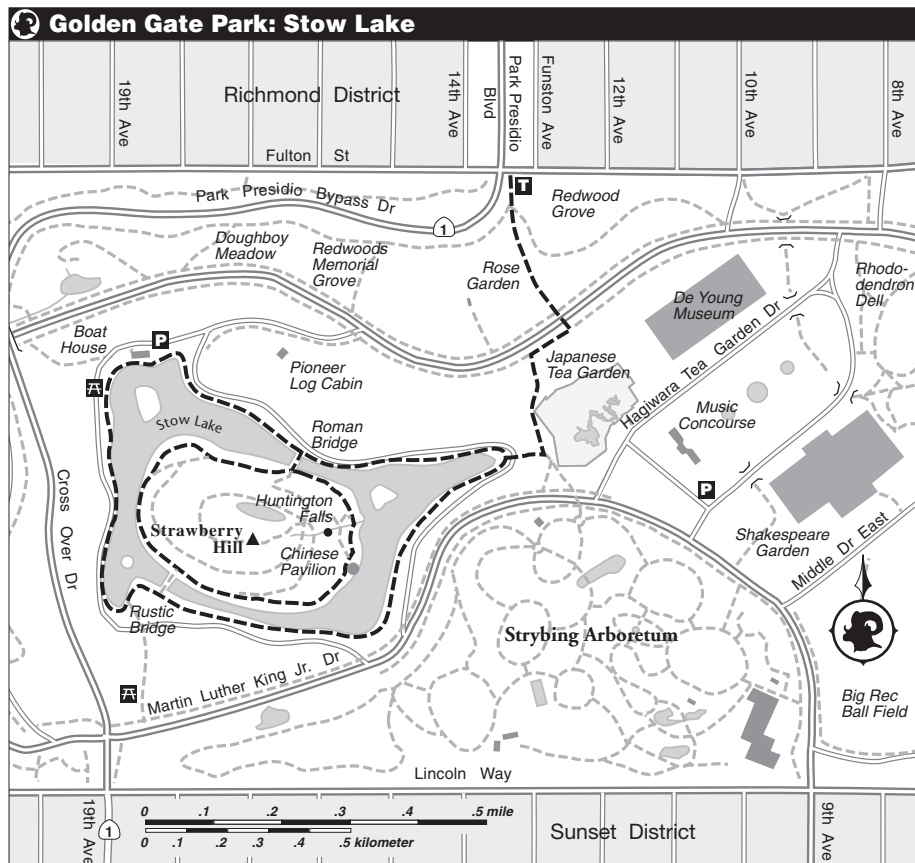 Golden Gate Park: Stow Lake
19th Ave
Richmond District
14th Ave
Blvd
Park Presidio
Funston Ave
12th Ave
10th Ave
8th Ave
Fulton St
Park Presidio Bypass Dr
1
T
Redwood
Grove
Doughboy
Meadow
Redwoods
Memorial
Grove
Rose
Garden
De Young
Museum
Rhodo-
dendron
Dell
Boat
House
P
Pioneer
Log Cabin
Japanese
Tea Garden
Hagiwara Tea Garden Dr
Stow Lake
Roman
Bridge
Music
Concourse
Cross Over Dr
Huntington
Falls
P
Strawberry
Hill
Chinese
Pavilion
Shakespeare
Garden
Middle Dr East
Rustic
Bridge
Strybing Arboretum
Martin Luther King Jr. Dr
Big Rec
Ball Field
Lincoln Way
19th Ave
1
0 .1 .2 .3 .4 .5 mile
0 .1 .2 .3 .4 .5 kilometer
Sunset District
9th Ave